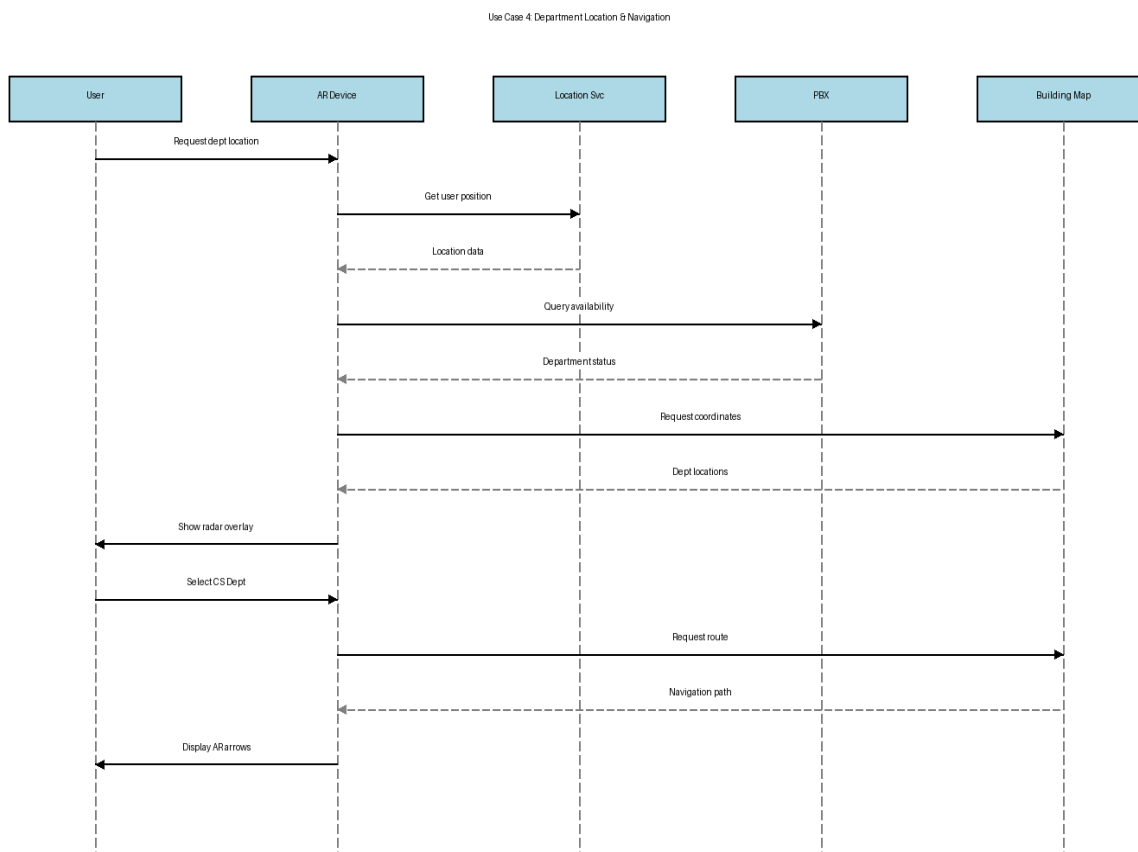 Use Case 4: Department Location & Navigation
User
AR Device
Location Svc
PBX
Building Map
Request dept location
Get user position
Location data
Query availability
Department status
Request coordinates
Dept locations
Show radar overlay
Select CS Dept
Request route
Navigation path
Display AR arrows